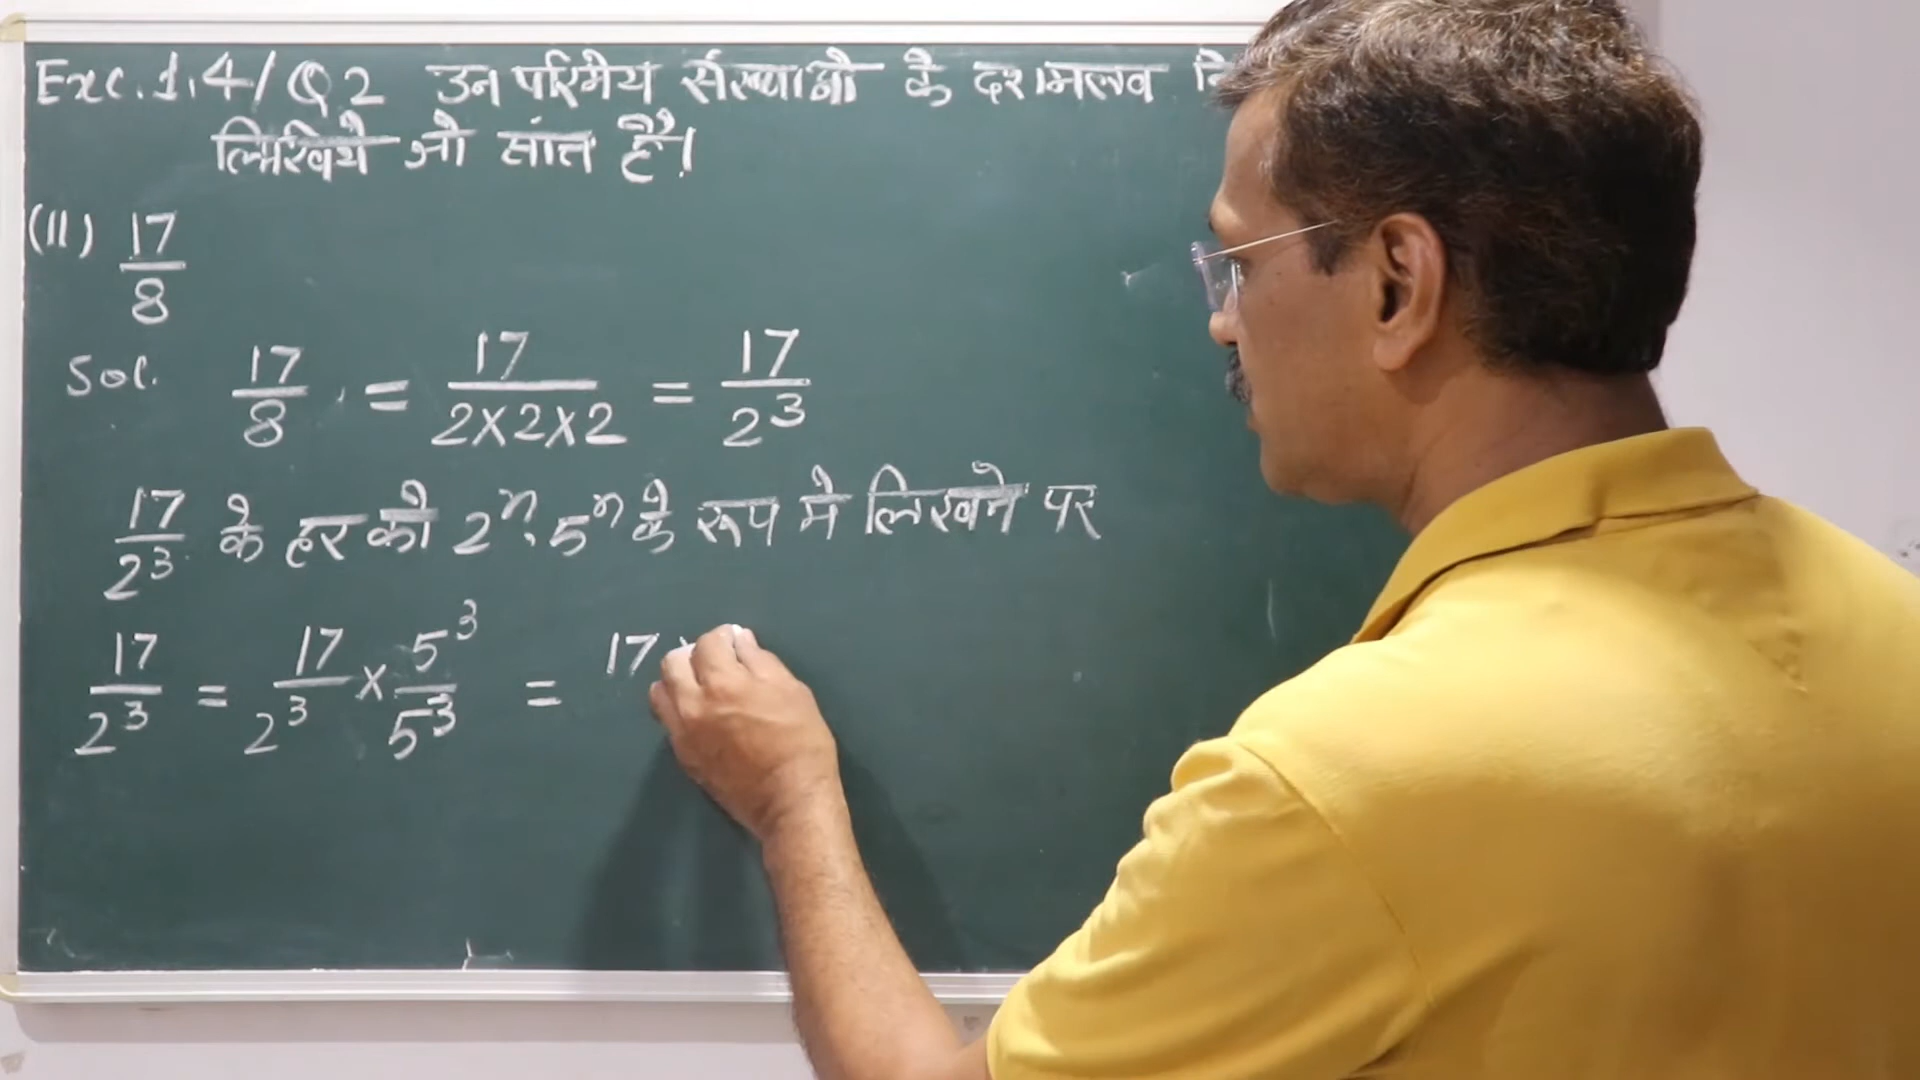 Exc. 1.4/Q2 उन परिमेय संख्याओं के दशमलव
लिखिये जो सांत है।
(II) 17/8
Sol. 17/8 = 17/2×2×2 = 17/2³
17/2³ के हर को 2ⁿ.5ⁿ के रूप में लिखने पर
17/2³ = 17/2³ × 5³/5³ = 17